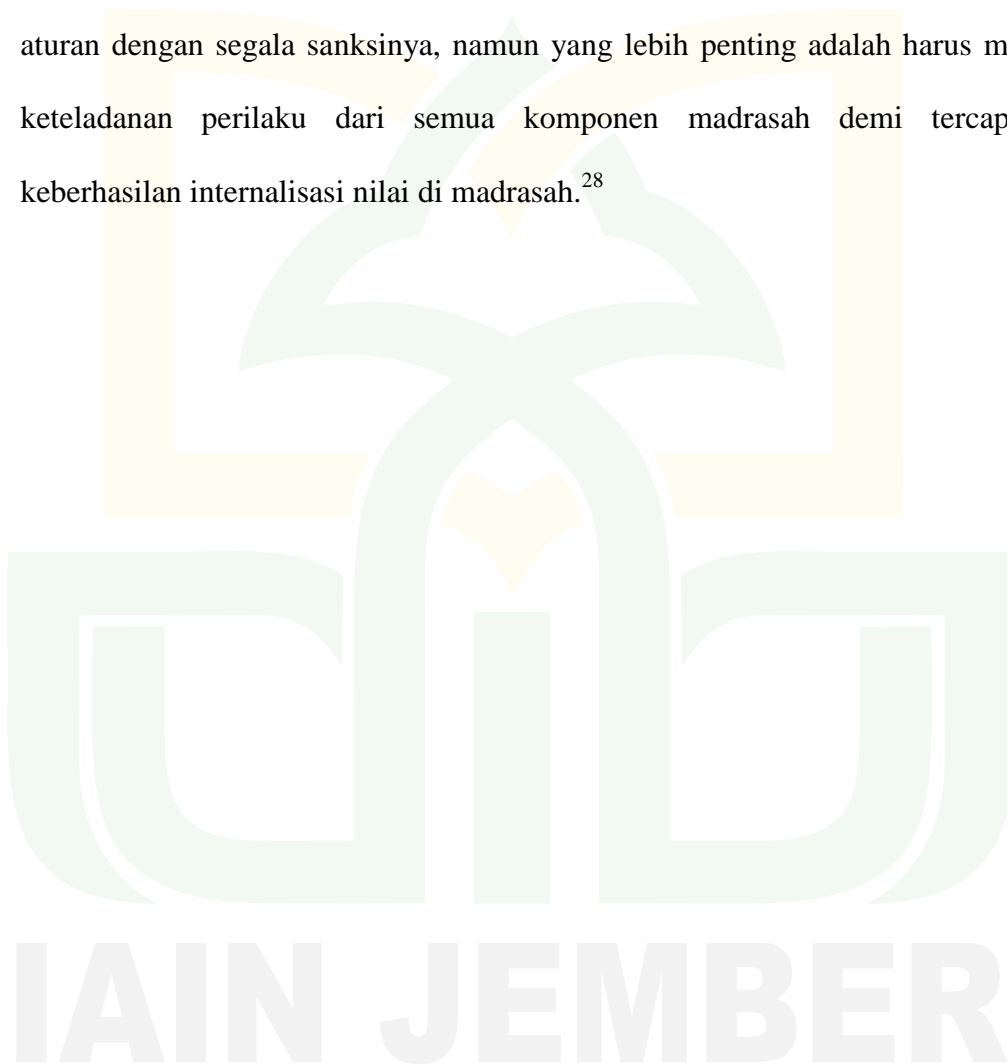 aturan dengan segala sanksinya, namun yang lebih penting adalah harus m
keteladanan perilaku dari semua komponen madrasah demi tercap
keberhasilan internalisasi nilai di madrasah.28
IAIN JEMBER